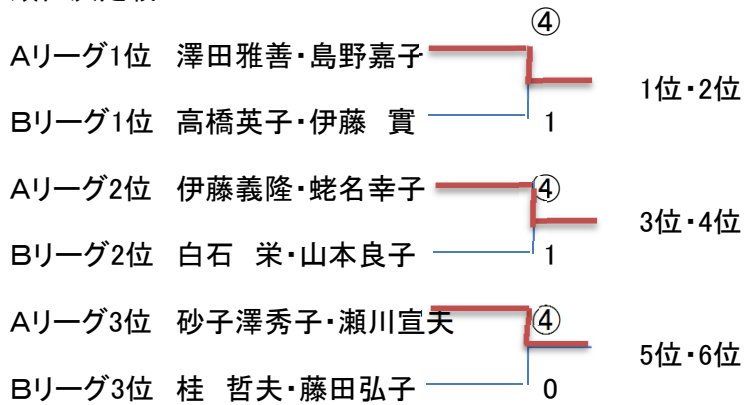 ④
Aリーグ1位 澤田雅善・島野嘉子
1位・2位
Bリーグ1位 高橋英子・伊藤 實 1
Aリーグ2位 伊藤義隆・蛯名幸子 ④
3位・4位
Bリーグ2位 白石 栄・山本良子 1
Aリーグ3位 砂子澤秀子・瀬川宣夫 ④
5位・6位
Bリーグ3位 桂 哲夫・藤田弘子 0